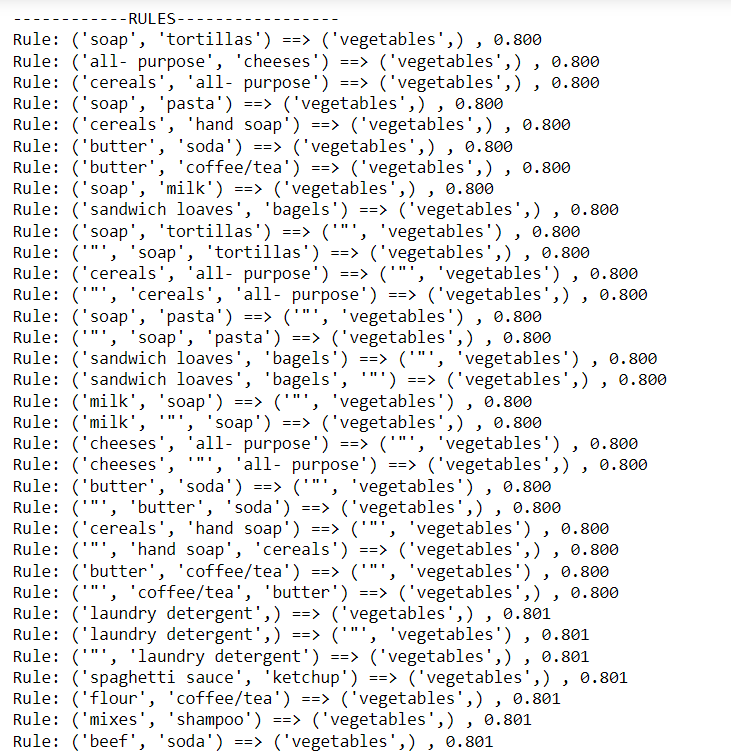 ------------RULES-----------------
Rule: ('soap', 'tortillas') ==> ('vegetables',) , 0.800
Rule: ('all- purpose', 'cheeses') ==> ('vegetables',) , 0.800
Rule: ('cereals', 'all- purpose') ==> ('vegetables',) , 0.800
Rule: ('soap', 'pasta') ==> ('vegetables',) , 0.800
Rule: ('cereals', 'hand soap') ==> ('vegetables',) , 0.800
Rule: ('butter', 'soda') ==> ('vegetables',) , 0.800
Rule: ('butter', 'coffee/tea') ==> ('vegetables',) , 0.800
Rule: ('soap', 'milk') ==> ('vegetables',) , 0.800
Rule: ('sandwich loaves', 'bagels') ==> ('vegetables',) , 0.800
Rule: ('soap', 'tortillas') ==> ('"', 'vegetables') , 0.800
Rule: ('"', 'soap', 'tortillas') ==> ('vegetables',) , 0.800
Rule: ('cereals', 'all- purpose') ==> ('"', 'vegetables') , 0.800
Rule: ('"', 'cereals', 'all- purpose') ==> ('vegetables',) , 0.800
Rule: ('soap', 'pasta') ==> ('"', 'vegetables') , 0.800
Rule: ('"', 'soap', 'pasta') ==> ('vegetables',) , 0.800
Rule: ('sandwich loaves', 'bagels') ==> ('"', 'vegetables') , 0.800
Rule: ('sandwich loaves', 'bagels', '"') ==> ('vegetables',) , 0.800
Rule: ('milk', 'soap') ==> ('"', 'vegetables') , 0.800
Rule: ('milk', '"', 'soap') ==> ('vegetables',) , 0.800
Rule: ('cheeses', 'all- purpose') ==> ('"', 'vegetables') , 0.800
Rule: ('cheeses', '"', 'all- purpose') ==> ('vegetables',) , 0.800
Rule: ('butter', 'soda') ==> ('"', 'vegetables') , 0.800
Rule: ('"', 'butter', 'soda') ==> ('vegetables',) , 0.800
Rule: ('cereals', 'hand soap') ==> ('"', 'vegetables') , 0.800
Rule: ('"', 'hand soap', 'cereals') ==> ('vegetables',) , 0.800
Rule: ('butter', 'coffee/tea') ==> ('"', 'vegetables') , 0.800
Rule: ('"', 'coffee/tea', 'butter') ==> ('vegetables',) , 0.800
Rule: ('laundry detergent',) ==> ('vegetables',) , 0.801
Rule: ('laundry detergent',) ==> ('"', 'vegetables') , 0.801
Rule: ('"', 'laundry detergent') ==> ('vegetables',) , 0.801
Rule: ('spaghetti sauce', 'ketchup') ==> ('vegetables',) , 0.801
Rule: ('flour', 'coffee/tea') ==> ('vegetables',) , 0.801
Rule: ('mixes', 'shampoo') ==> ('vegetables',) , 0.801
Rule: ('beef', 'soda') ==> ('vegetables',) , 0.801